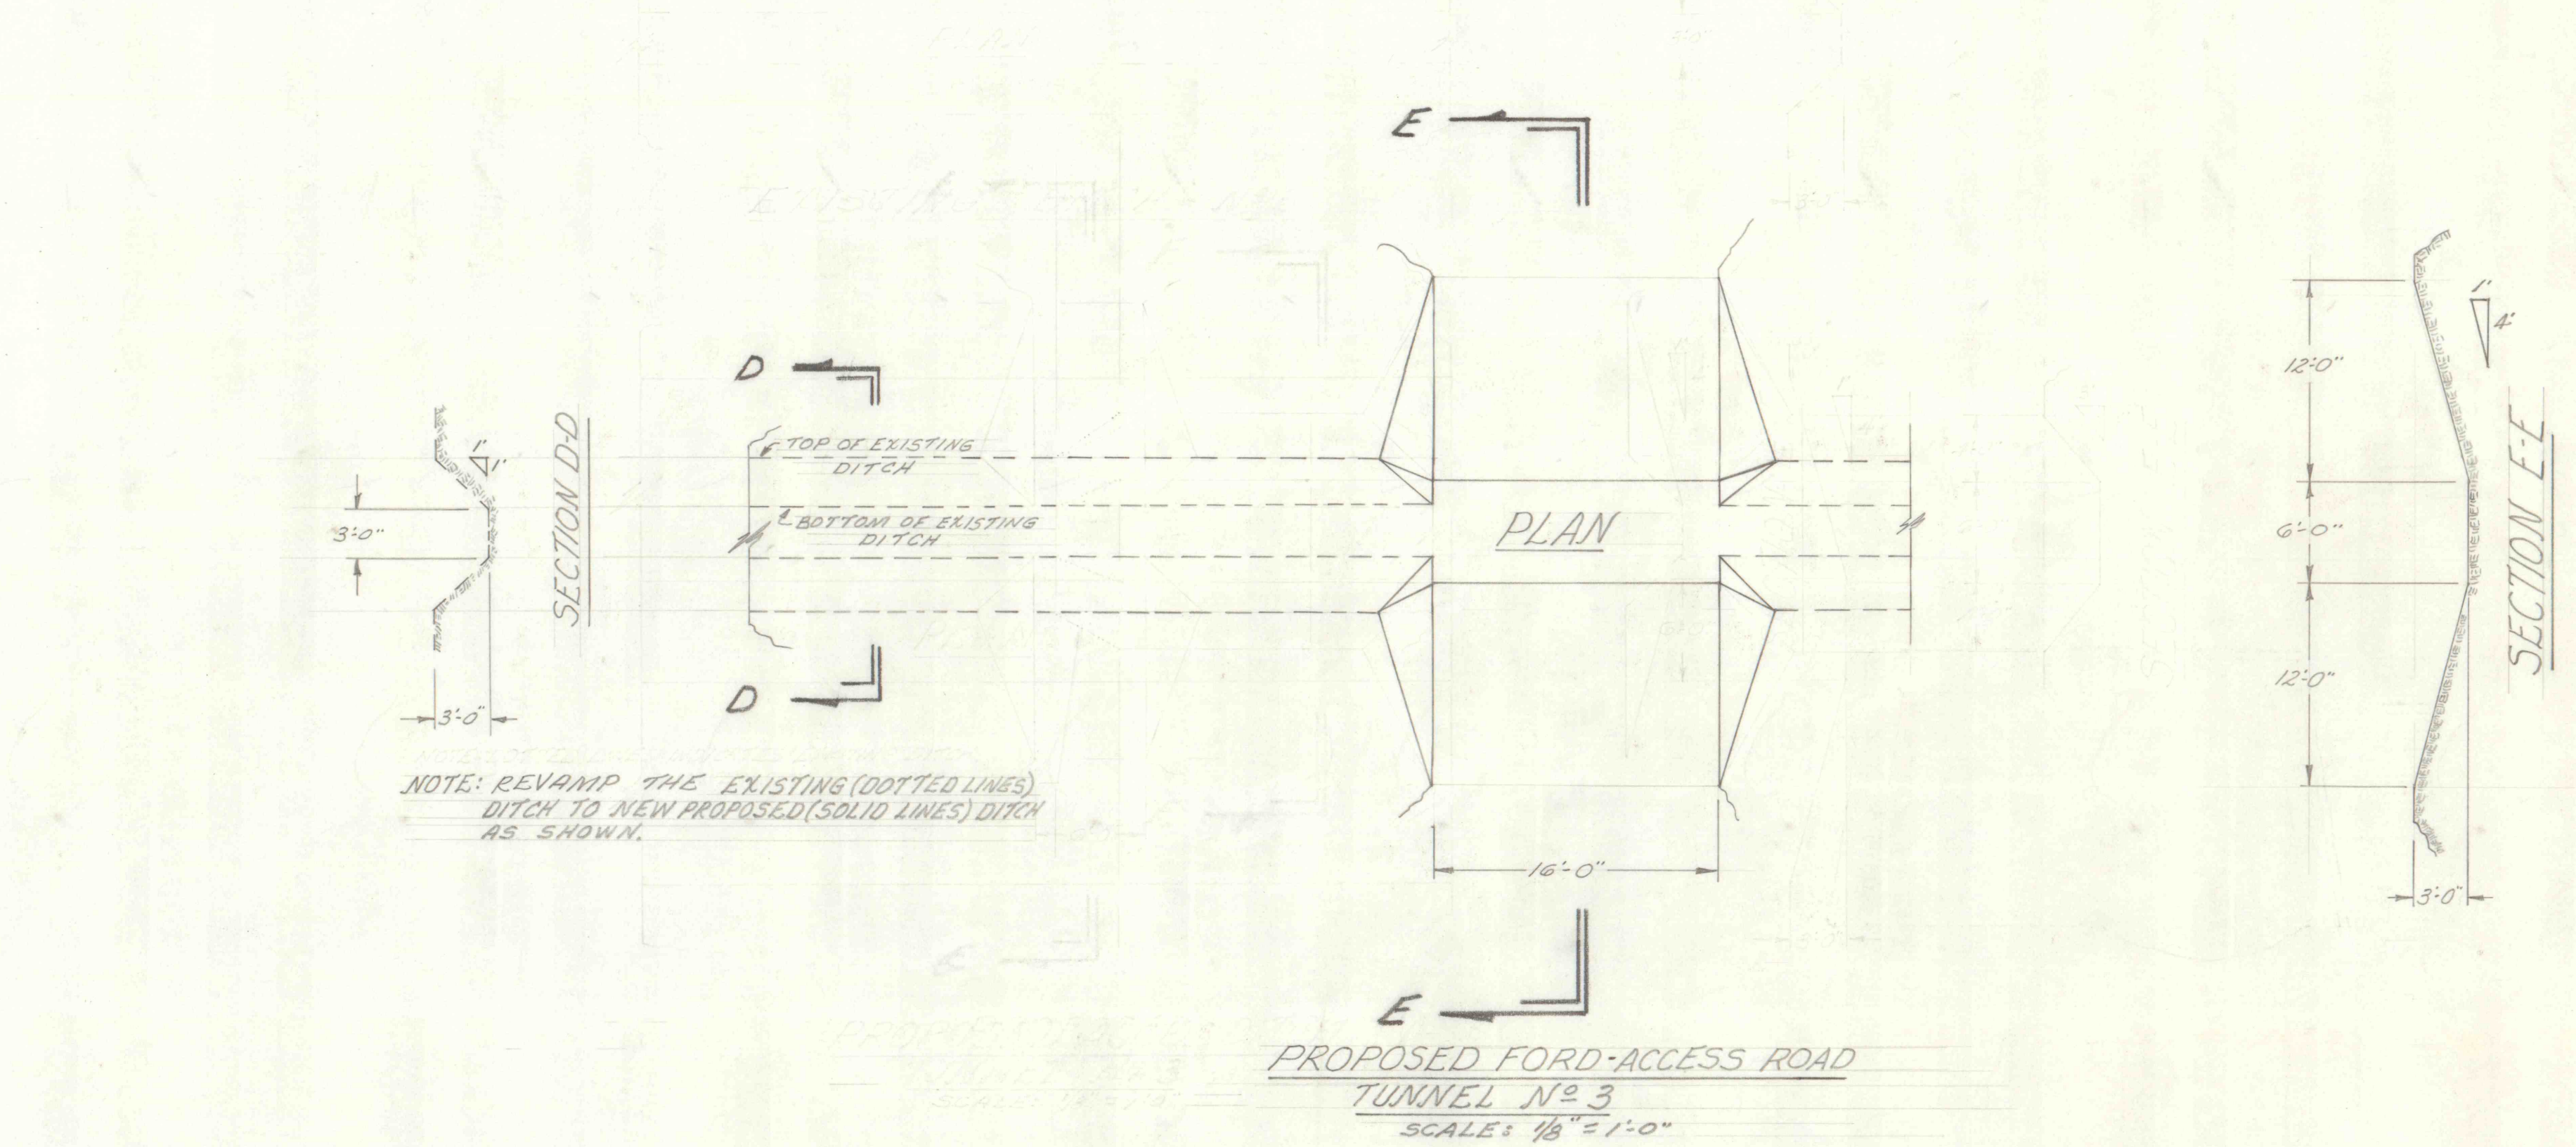 E
D
TOP OF EXISTING
DITCH
BOTTOM OF EXISTING
DITCH
PLAN
1'
1'
3'-0"
3'-0"
SECTION D-D
D
NOTE: REVAMP THE EXISTING (DOTTED LINES)
DITCH TO NEW PROPOSED (SOLID LINES) DITCH
AS SHOWN.
16'-0"
E
1'
4'
12'-0"
6'-0"
12'-0"
3'-0"
SECTION E-E
PROPOSED FORD-ACCESS ROAD
TUNNEL Nº 3
SCALE: 1/8" = 1'-0"